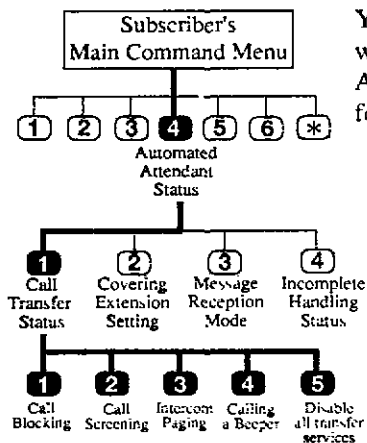 Subscriber's
Main Command Menu
1 2 3 4 5 6 *
Automated
Attendant
Status
1 2 3 4
Call Transfer Status
Covering Extension Setting
Message Reception Mode
Incomplete Handling Status
1 2 3 4 5
Call Blocking
Call Screening
Intercom Paging
Calling a Beeper
Disable all transfer services